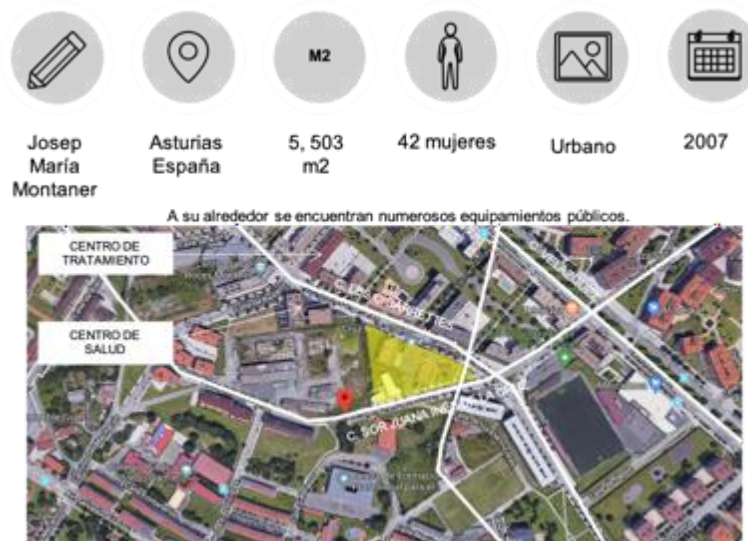 M2
Josep
María
Montaner
Asturias
España
5, 503
m2
42 mujeres
Urbano
2007
A su alrededor se encuentran numerosos equipamientos públicos.
CENTRO DE
TRATAMIENTO
CENTRO DE
SALUD
C. SOR JUANA INÉS